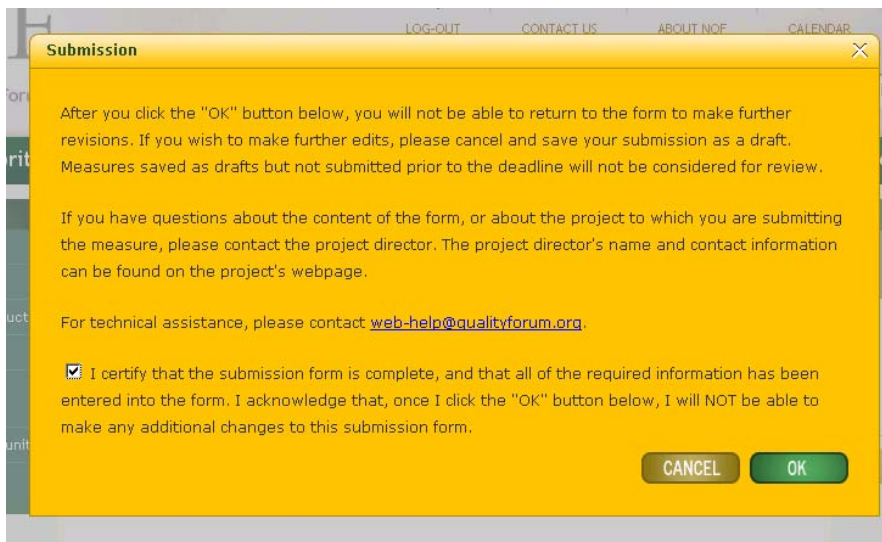 LOG-OUT CONTACT US ABOUT NQF CALENDAR
Submission
After you click the "OK" button below, you will not be able to return to the form to make further
revisions. If you wish to make further edits, please cancel and save your submission as a draft.
Measures saved as drafts but not submitted prior to the deadline will not be considered for review.
If you have questions about the content of the form, or about the project to which you are submitting
the measure, please contact the project director. The project director's name and contact information
can be found on the project's webpage.
For technical assistance, please contact web-help@qualityforum.org.
I certify that the submission form is complete, and that all of the required information has been
entered into the form. I acknowledge that, once I click the "OK" button below, I will NOT be able to
make any additional changes to this submission form.
CANCEL OK